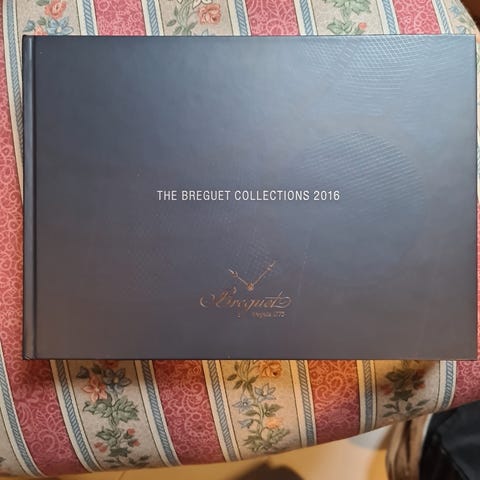 THE BREGUET COLLECTIONS 2016
Breguet
Depuis 1775